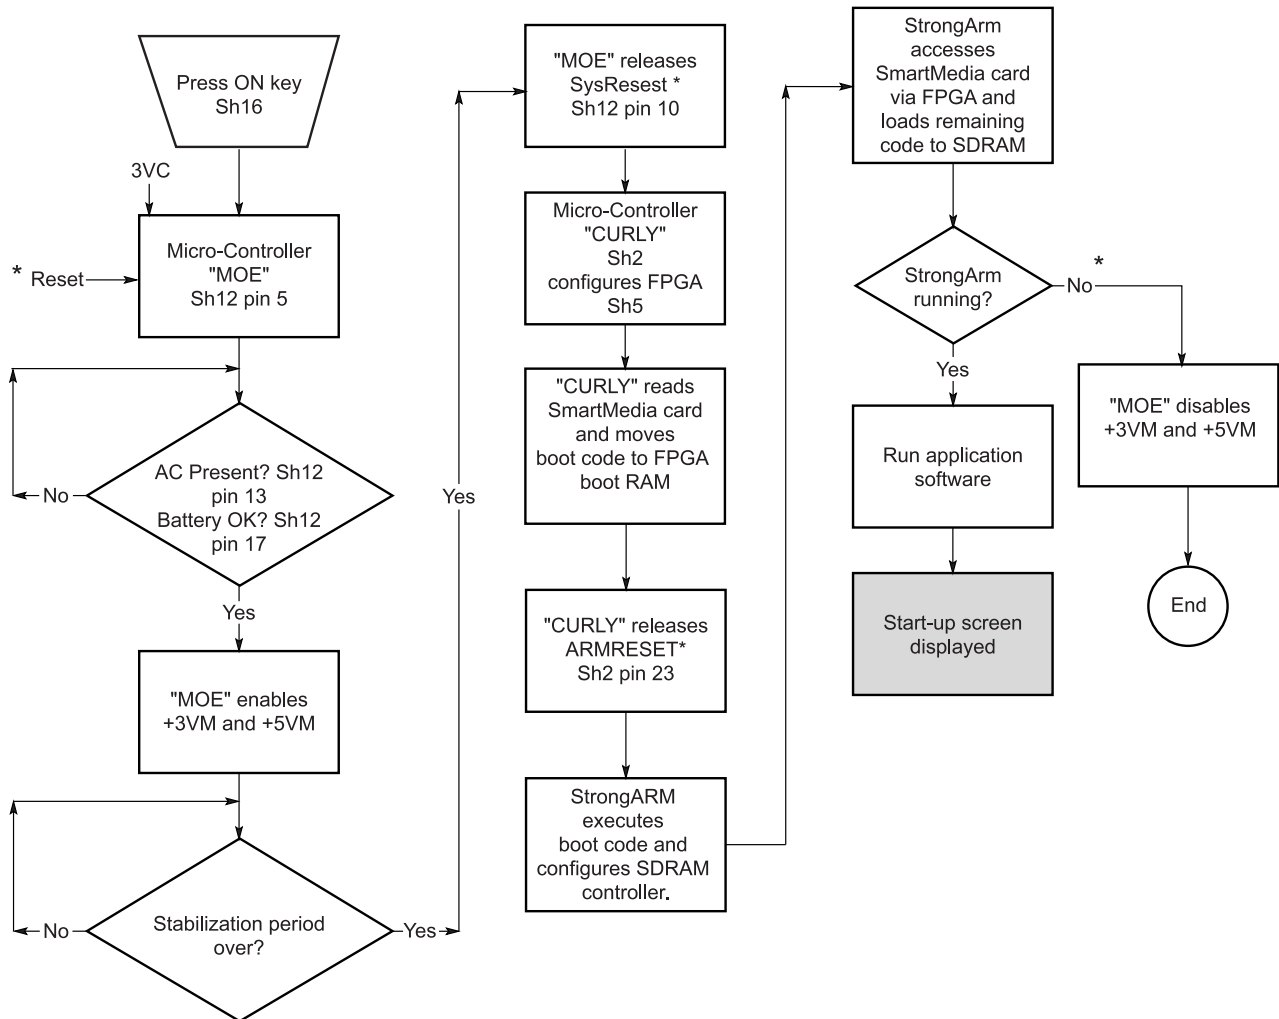 Press ON key
Sh16
3VC
* Reset
Micro-Controller
"MOE"
Sh12 pin 5
AC Present? Sh12
pin 13
Battery OK? Sh12
pin 17
No
Yes
"MOE" enables
+3VM and +5VM
Stabilization period
over?
No
Yes
Yes
"MOE" releases
SysResest *
Sh12 pin 10
Micro-Controller
"CURLY"
Sh2
configures FPGA
Sh5
"CURLY" reads
SmartMedia card
and moves
boot code to FPGA
boot RAM
"CURLY" releases
ARMRESET*
Sh2 pin 23
StrongARM
executes
boot code and
configures SDRAM
controller.
StrongArm
accesses
SmartMedia card
via FPGA and
loads remaining
code to SDRAM
StrongArm
running?
*
No
Yes
Run application
software
Start-up screen
displayed
"MOE" disables
+3VM and +5VM
End